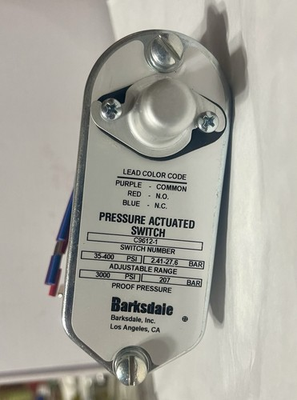 LEAD COLOR CODE
PURPLE - COMMON
RED - N.O.
BLUE - N.C.
PRESSURE ACTUATED
SWITCH
C9612-1
SWITCH NUMBER
35-400 PSI 2.41-27.6 BAR
ADJUSTABLE RANGE
3000 PSI 207 BAR
PROOF PRESSURE
Barksdale ®
Barksdale, Inc.
Los Angeles, CA